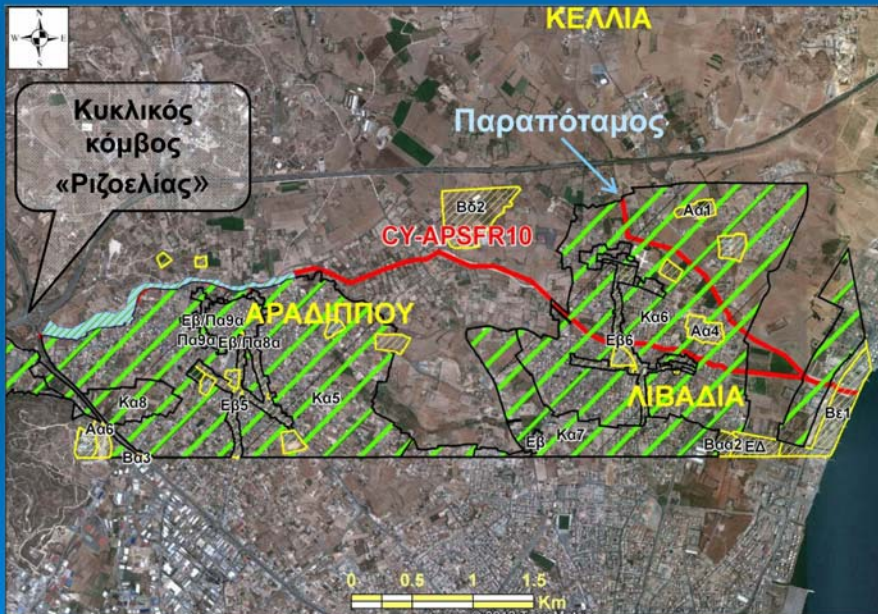 N
W E
S
ΚΕΛΛΙΑ
Κυκλικός
κόμβος
«Ριζοελίας»
Παραπόταμος
Βδ2
Αα1
CY-APSFR10
ΑΡΑΔΙΠΠΟΥ
Εβ/Πα9α
Πα9α Εβ/Πα8α
Κα6
Αα4
Εβ6
ΛΙΒΑΔΙΑ
Κα8
Εβ5
Κα5
Βε1
Αα6
Βα3
Εβ
Κα7
Βαα2
ΕΔ
0 0.5 1 1.5
Km